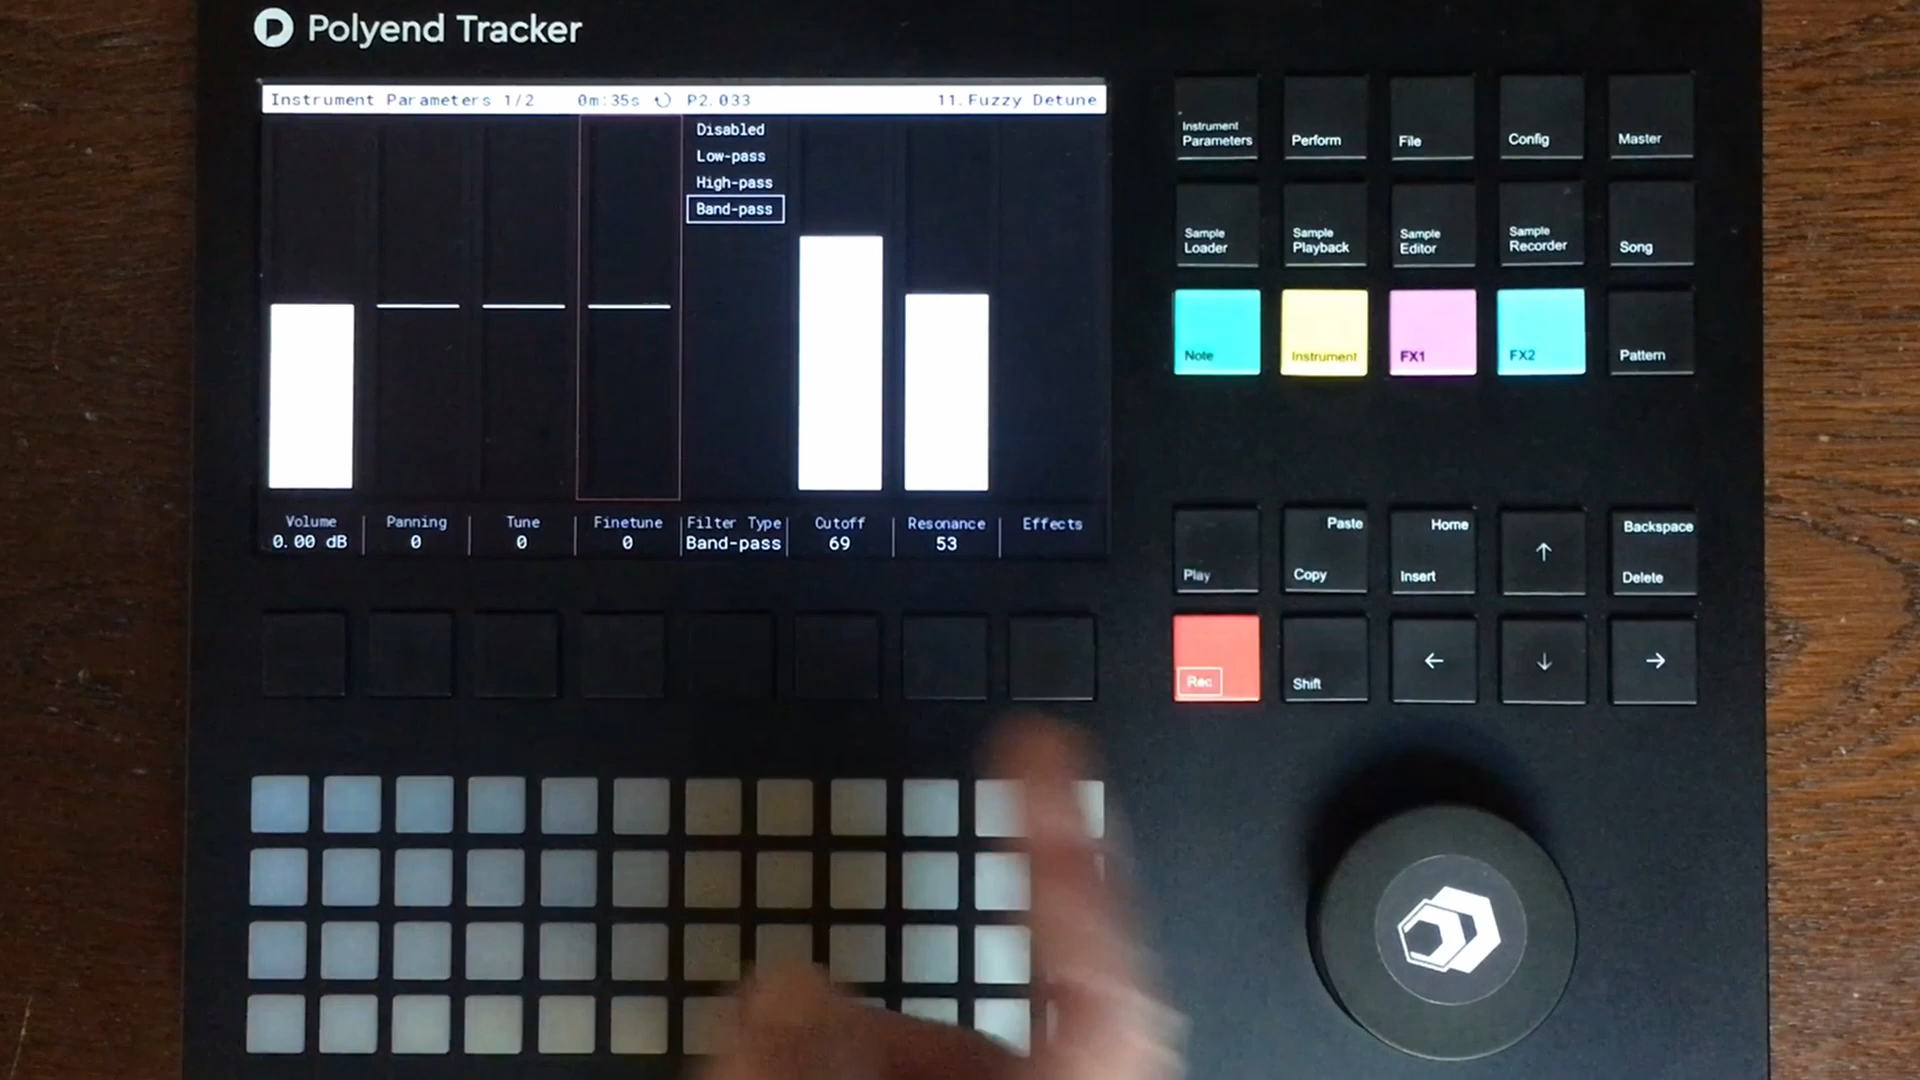 Polyend Tracker
Instrument Parameters 1/2 0m:35s P2.033 11.Fuzzy Detune
Disabled
Low-pass
High-pass
Band-pass
Volume Panning Tune Finetune Filter Type Cutoff Resonance Effects
0.00 dB 0 0 0 Band-pass 69 53
Instrument
Parameters
Perform
File
Config
Master
Sample
Loader
Sample
Playback
Sample
Editor
Sample
Recorder
Song
Note
Instrument
FX1
FX2
Pattern
Play
Paste
Copy
Home
Insert
↑
Backspace
Delete
Rec
Shift
←
↓
→